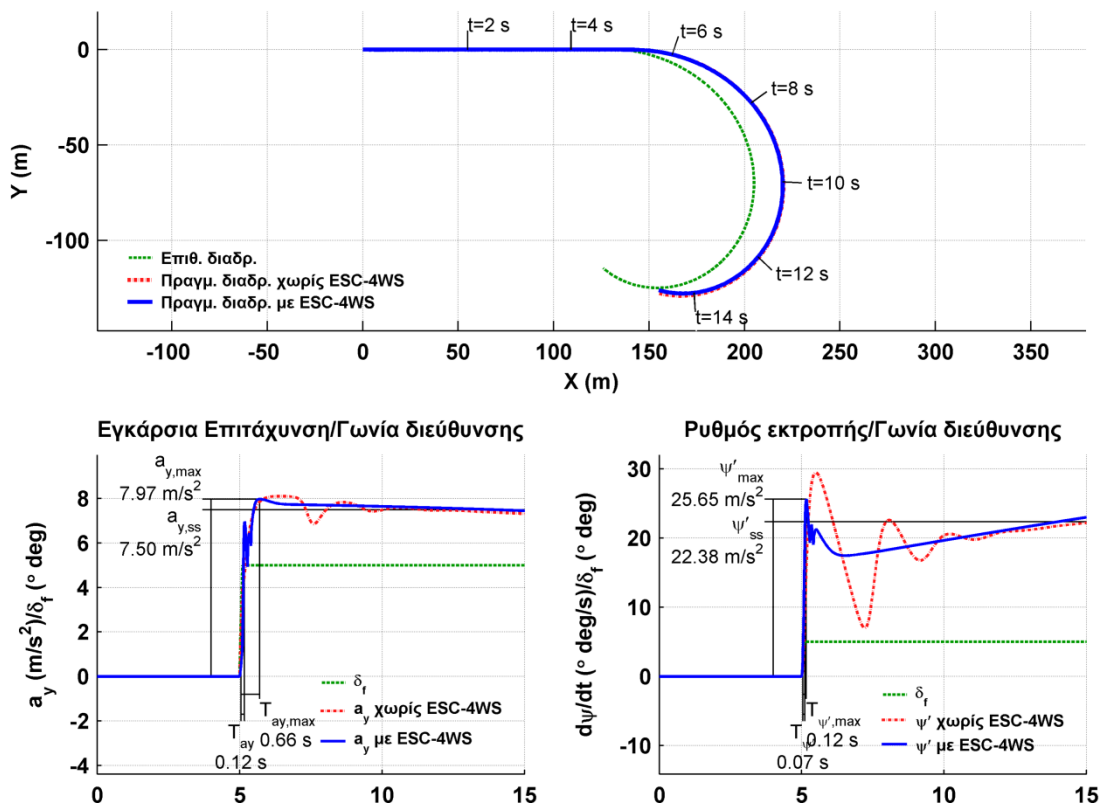 t=2 s
t=4 s
t=6 s
t=8 s
t=10 s
t=12 s
t=14 s
0
-50
-100
Y (m)
Επιθ. διαδρ.
Πραγμ. διαδρ. χωρίς ESC-4WS
Πραγμ. διαδρ. με ESC-4WS
-100 -50 0 50 100 150 200 250 300 350
X (m)
Εγκάρσια Επιτάχυνση/Γωνία διεύθυνσης
a_y,max
7.97 m/s²
a_y,ss
7.50 m/s²
8
6
4
2
0
-2
-4
a_y (m/s²)/δ_f (° deg)
T_ay,max
0.66 s
T_ay
0.12 s
δ_f
a_y χωρίς ESC-4WS
a_y με ESC-4WS
0 5 10 15
Ρυθμός εκτροπής/Γωνία διεύθυνσης
ψ'_max
25.65 m/s²
ψ'_ss
22.38 m/s²
30
20
10
0
-10
dψ/dt (° deg/s)/δ_f (° deg)
T_ψ',max
0.12 s
T_ψ'
0.07 s
δ_f
ψ' χωρίς ESC-4WS
ψ' με ESC-4WS
0 5 10 15